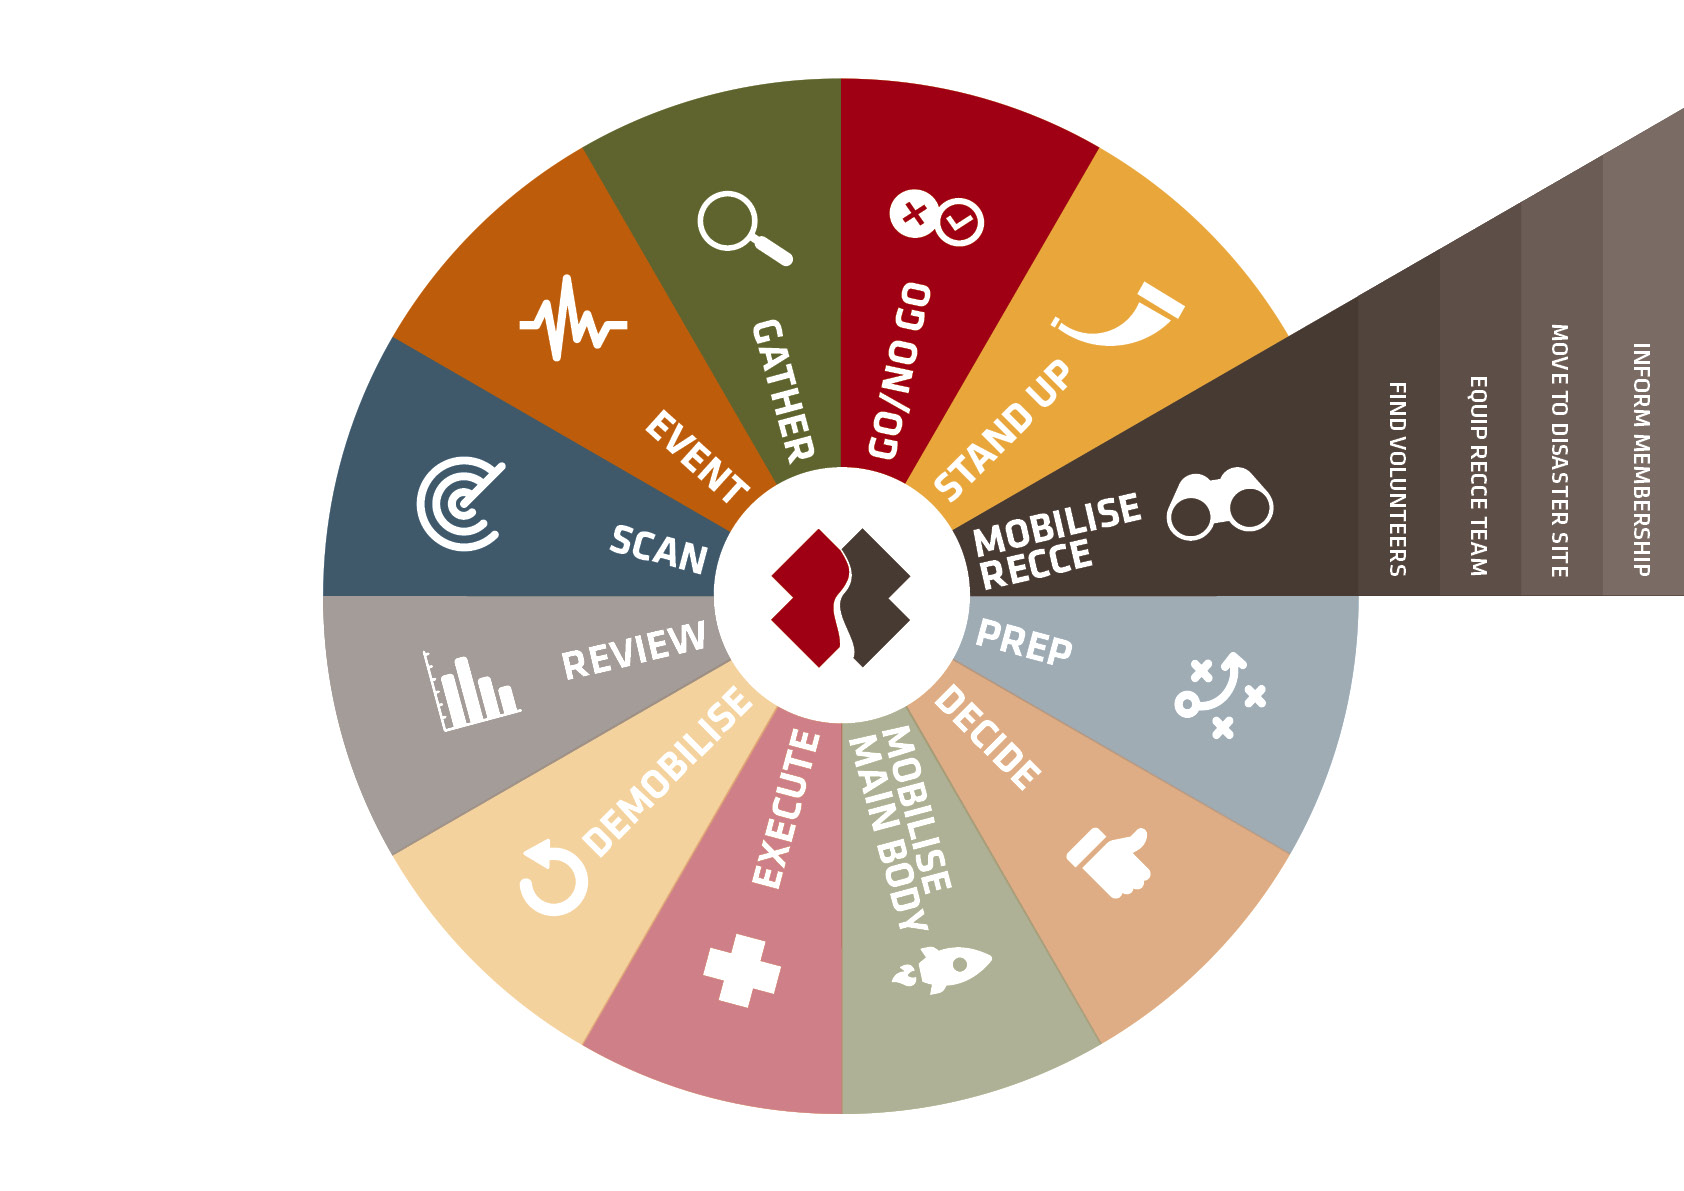 SCAN
EVENT
GATHER
GO/NO GO
STAND UP
MOBILISE
RECCE
FIND VOLUNTEERS
EQUIP RECCE TEAM
MOVE TO DISASTER SITE
INFORM MEMBERSHIP
PREP
DECIDE
MOBILISE
MAIN BODY
EXECUTE
DEMOBILISE
REVIEW